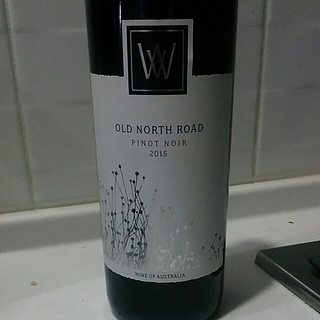 W
OLD NORTH ROAD
PINOT NOIR
2015
WINE OF AUSTRALIA